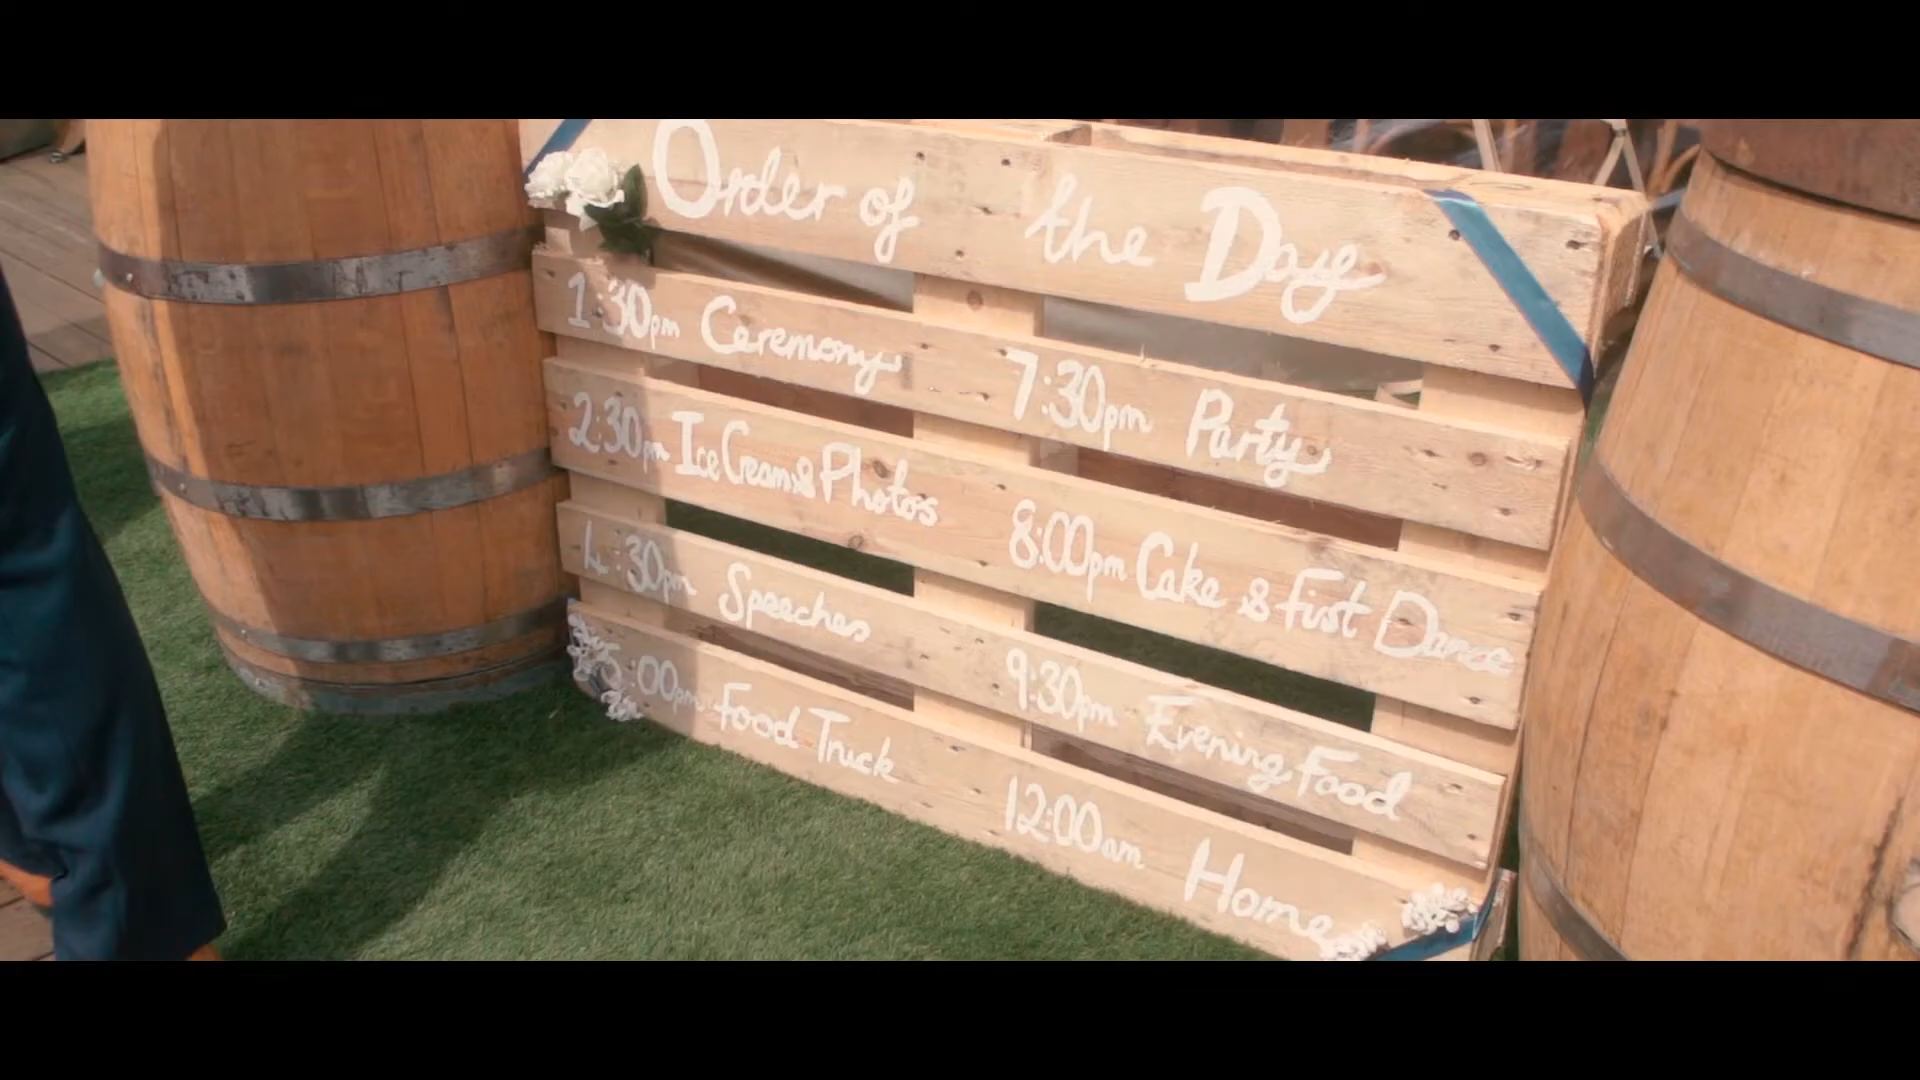 Order of the Day
1:30pm Ceremony
2:30pm Ice Cream & Photos
4:30pm Speeches
5:00pm Food Truck
7:30pm Party
8:00pm Cake & First Dance
9:30pm Evening Food
12:00am Home